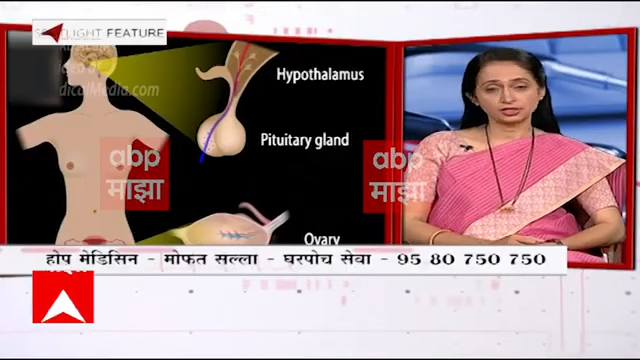 SPOTLIGHT FEATURE
Hypothalamus
Pituitary gland
abp
माझा
abp
माझा
Ovary
होप मेडिसिन - मोफत सल्ला - घरपोच सेवा - 95 80 750 750